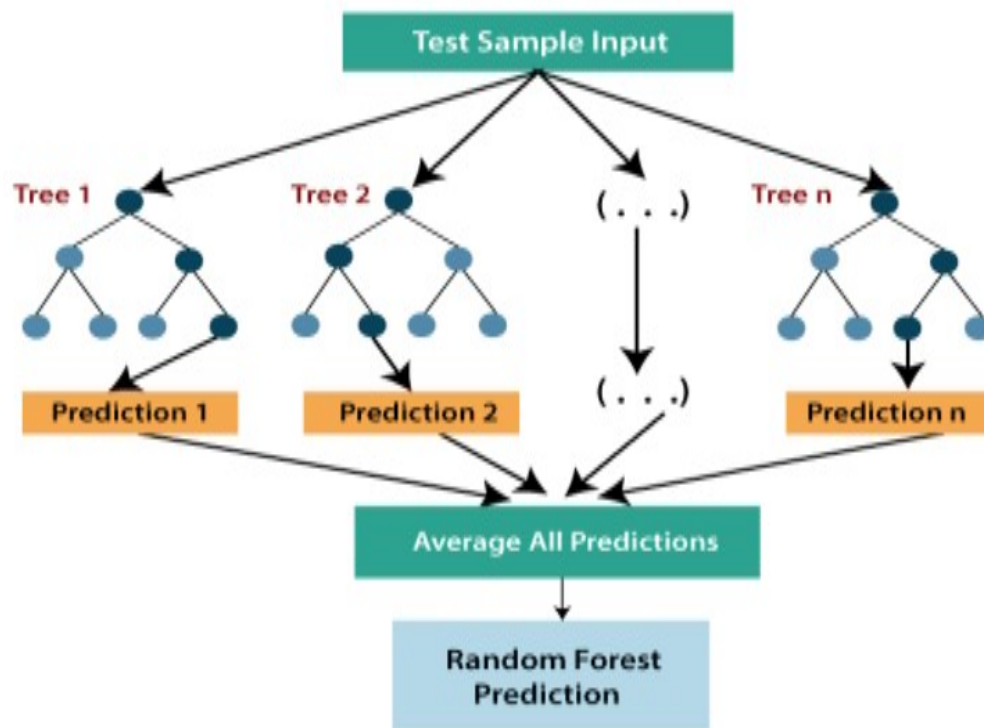 Test Sample Input
Tree 1
Tree 2
(...)
Tree n
(...)
Prediction 1
Prediction 2
Prediction n
Average All Predictions
Random Forest
Prediction